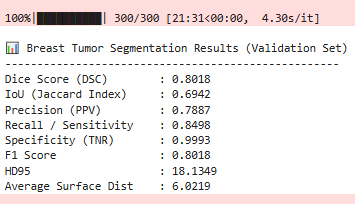 100%|██████████| 300/300 [21:31<00:00,  4.30s/it]
📊 Breast Tumor Segmentation Results (Validation Set)
--------------------------------------------------
Dice Score (DSC)       : 0.8018
IoU (Jaccard Index)    : 0.6942
Precision (PPV)        : 0.7887
Recall / Sensitivity   : 0.8498
Specificity (TNR)      : 0.9993
F1 Score               : 0.8018
HD95                   : 18.1349
Average Surface Dist   : 6.0219